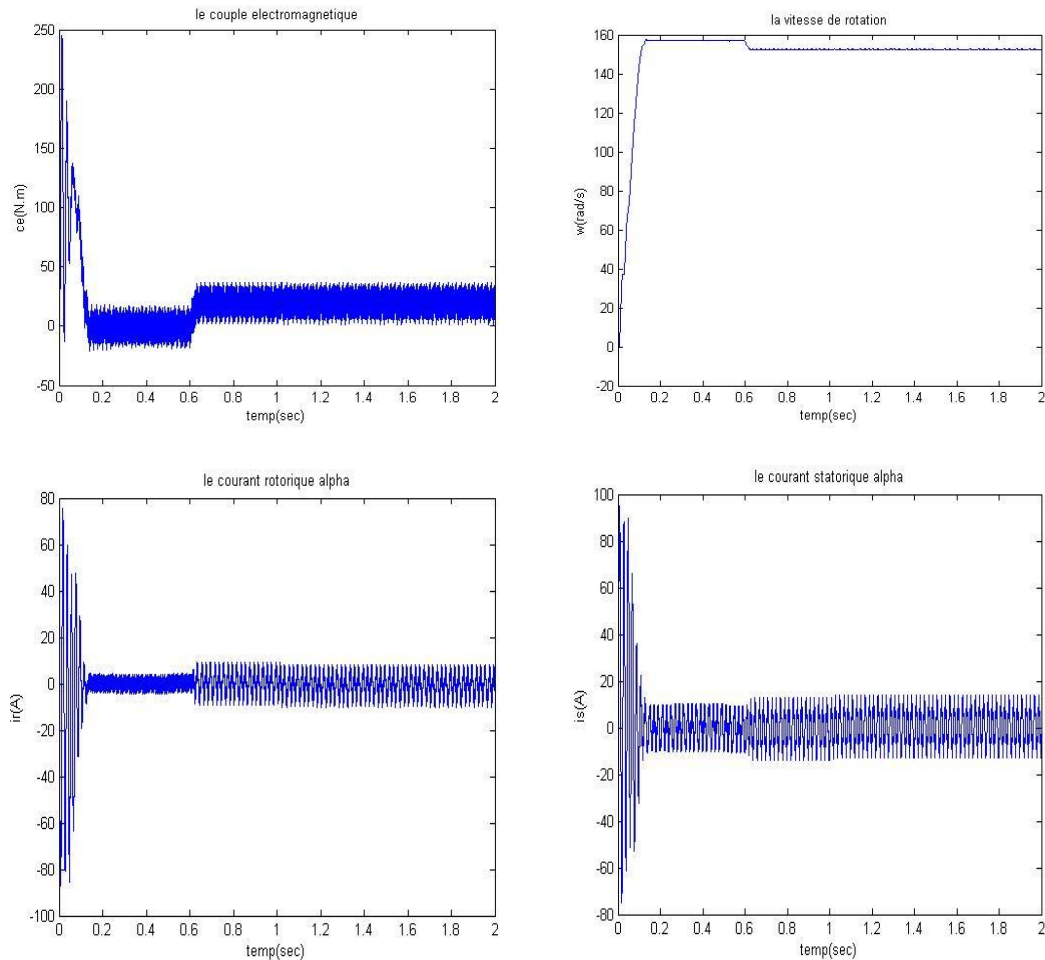 le couple electromagnetique
250
200
150
100
50
0
-50
ce(N.m)
0 0.2 0.4 0.6 0.8 1 1.2 1.4 1.6 1.8 2
temp(sec)
la vitesse de rotation
160
140
120
100
80
60
40
20
0
-20
w(rad/s)
0 0.2 0.4 0.6 0.8 1 1.2 1.4 1.6 1.8 2
temp(sec)
le courant rotorique alpha
80
60
40
20
0
-20
-40
-60
-80
-100
ir(A)
0 0.2 0.4 0.6 0.8 1 1.2 1.4 1.6 1.8 2
temp(sec)
le courant statorique alpha
100
80
60
40
20
0
-20
-40
-60
-80
is(A)
0 0.2 0.4 0.6 0.8 1 1.2 1.4 1.6 1.8 2
temp(sec)